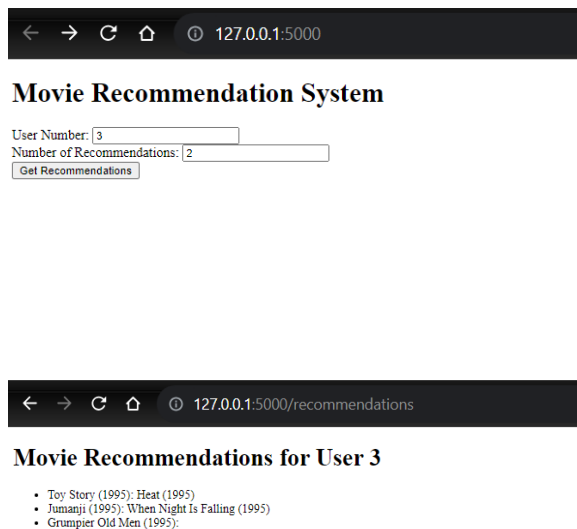 127.0.0.1:5000
Movie Recommendation System
User Number: 3
Number of Recommendations: 2
Get Recommendations
127.0.0.1:5000/recommendations
Movie Recommendations for User 3
Toy Story (1995): Heat (1995)
Jumanji (1995): When Night Is Falling (1995)
Grumpier Old Men (1995):